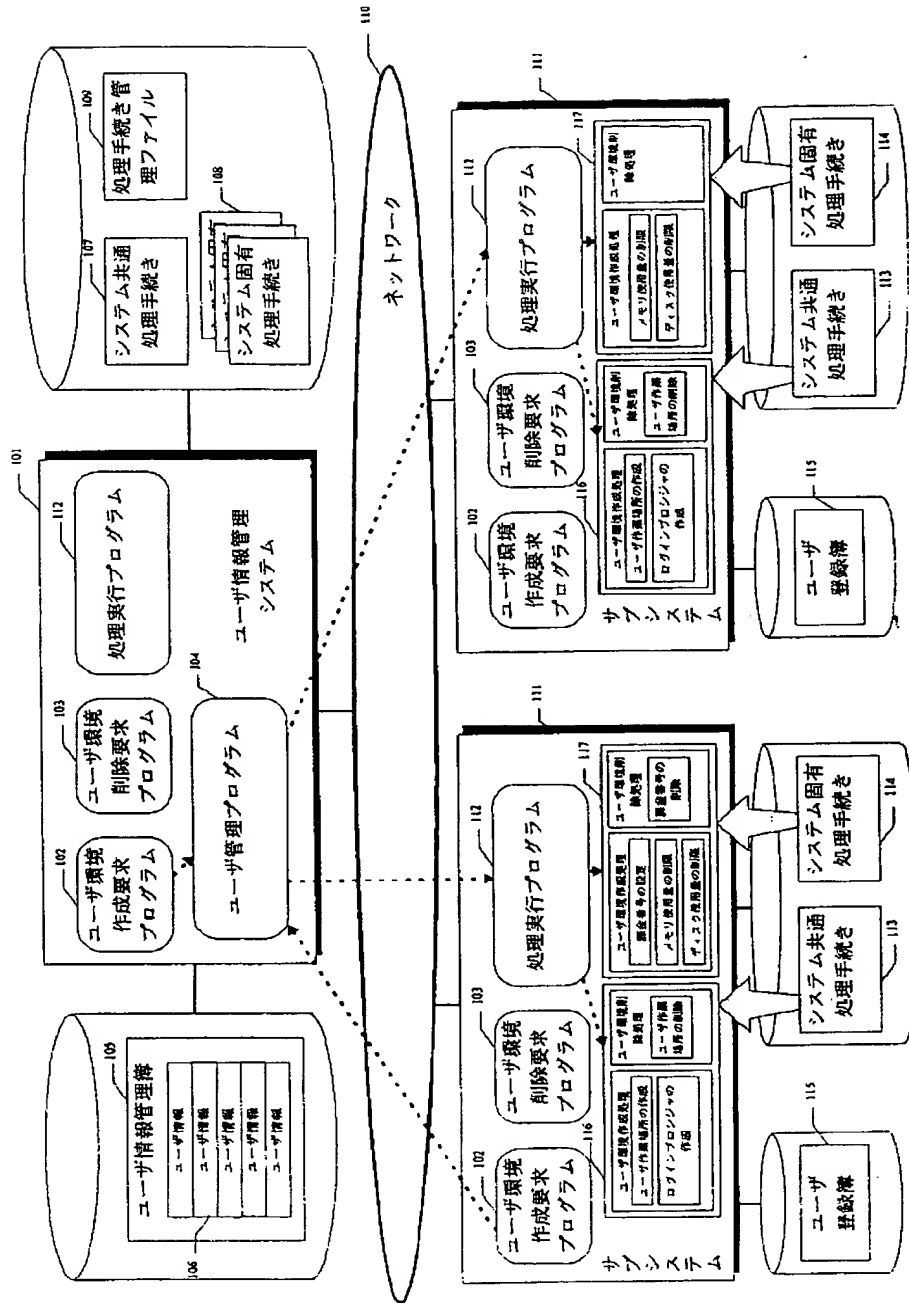 105
ユーザ情報管理簿
ユーザ情報
ユーザ情報
ユーザ情報
ユーザ情報
ユーザ情報
106
101
102
ユーザ環境
作成要求
プログラム
103
ユーザ環境
削除要求
プログラム
112
処理実行プログラム
104
ユーザ管理プログラム
ユーザ情報管理
システム
107
システム共通
処理手続き
109
処理手続き管
理ファイル
108
システム固有
処理手続き
110
ネットワーク
111
102
ユーザ環境
作成要求
プログラム
103
ユーザ環境
削除要求
プログラム
112
処理実行プログラム
サブシステム
116
ユーザ環境作成処理
ユーザ作業場所の作成
ログインプロシジャの
作成
ユーザ環境削
除処理
ユーザ作業
場所の削除
117
ユーザ環境作成処理
課金番号の設定
メモリ使用量の制限
ディスク使用量の制限
ユーザ環境削
除処理
課金番号の
削除
115
ユーザ
登録簿
システム共通
処理手続き
113
システム固有
処理手続き
114
111
102
ユーザ環境
作成要求
プログラム
103
ユーザ環境
削除要求
プログラム
112
処理実行プログラム
サブシステム
116
ユーザ環境作成処理
ユーザ作業場所の作成
ログインプロシジャの
作成
ユーザ環境削
除処理
ユーザ作業
場所の削除
117
ユーザ環境作成処理
メモリ使用量の制限
ディスク使用量の制限
ユーザ環境削
除処理
115
ユーザ
登録簿
システム共通
処理手続き
113
システム固有
処理手続き
114